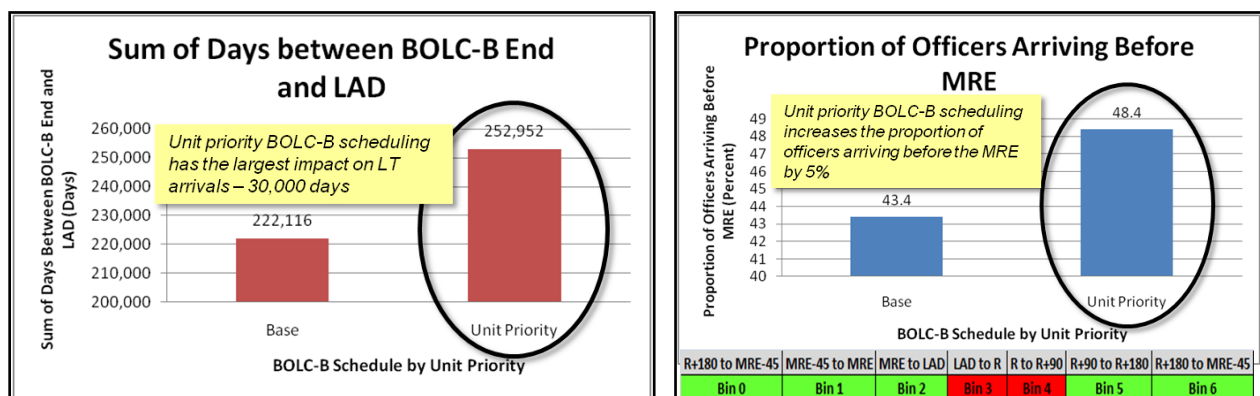 Sum of Days between BOLC-B End
and LAD
Sum of Days Between BOLC-B End and
LAD (Days)
260,000
250,000
240,000
230,000
220,000
210,000
200,000
Unit priority BOLC-B scheduling
has the largest impact on LT
arrivals – 30,000 days
222,116
252,952
Base
Unit Priority
BOLC-B Schedule by Unit Priority
Proportion of Officers Arriving Before
MRE
Proportion of Officers Arriving Before
MRE (Percent)
49
48
47
46
45
44
43
42
41
40
Unit priority BOLC-B scheduling
increases the proportion of
officers arriving before the MRE
by 5%
43.4
48.4
Base
Unit Priority
BOLC-B Schedule by Unit Priority
R+180 to MRE-45 MRE-45 to MRE MRE to LAD LAD to R R to R+90 R+90 to R+180 R+180 to MRE-45
Bin 0 Bin 1 Bin 2 Bin 3 Bin 4 Bin 5 Bin 6